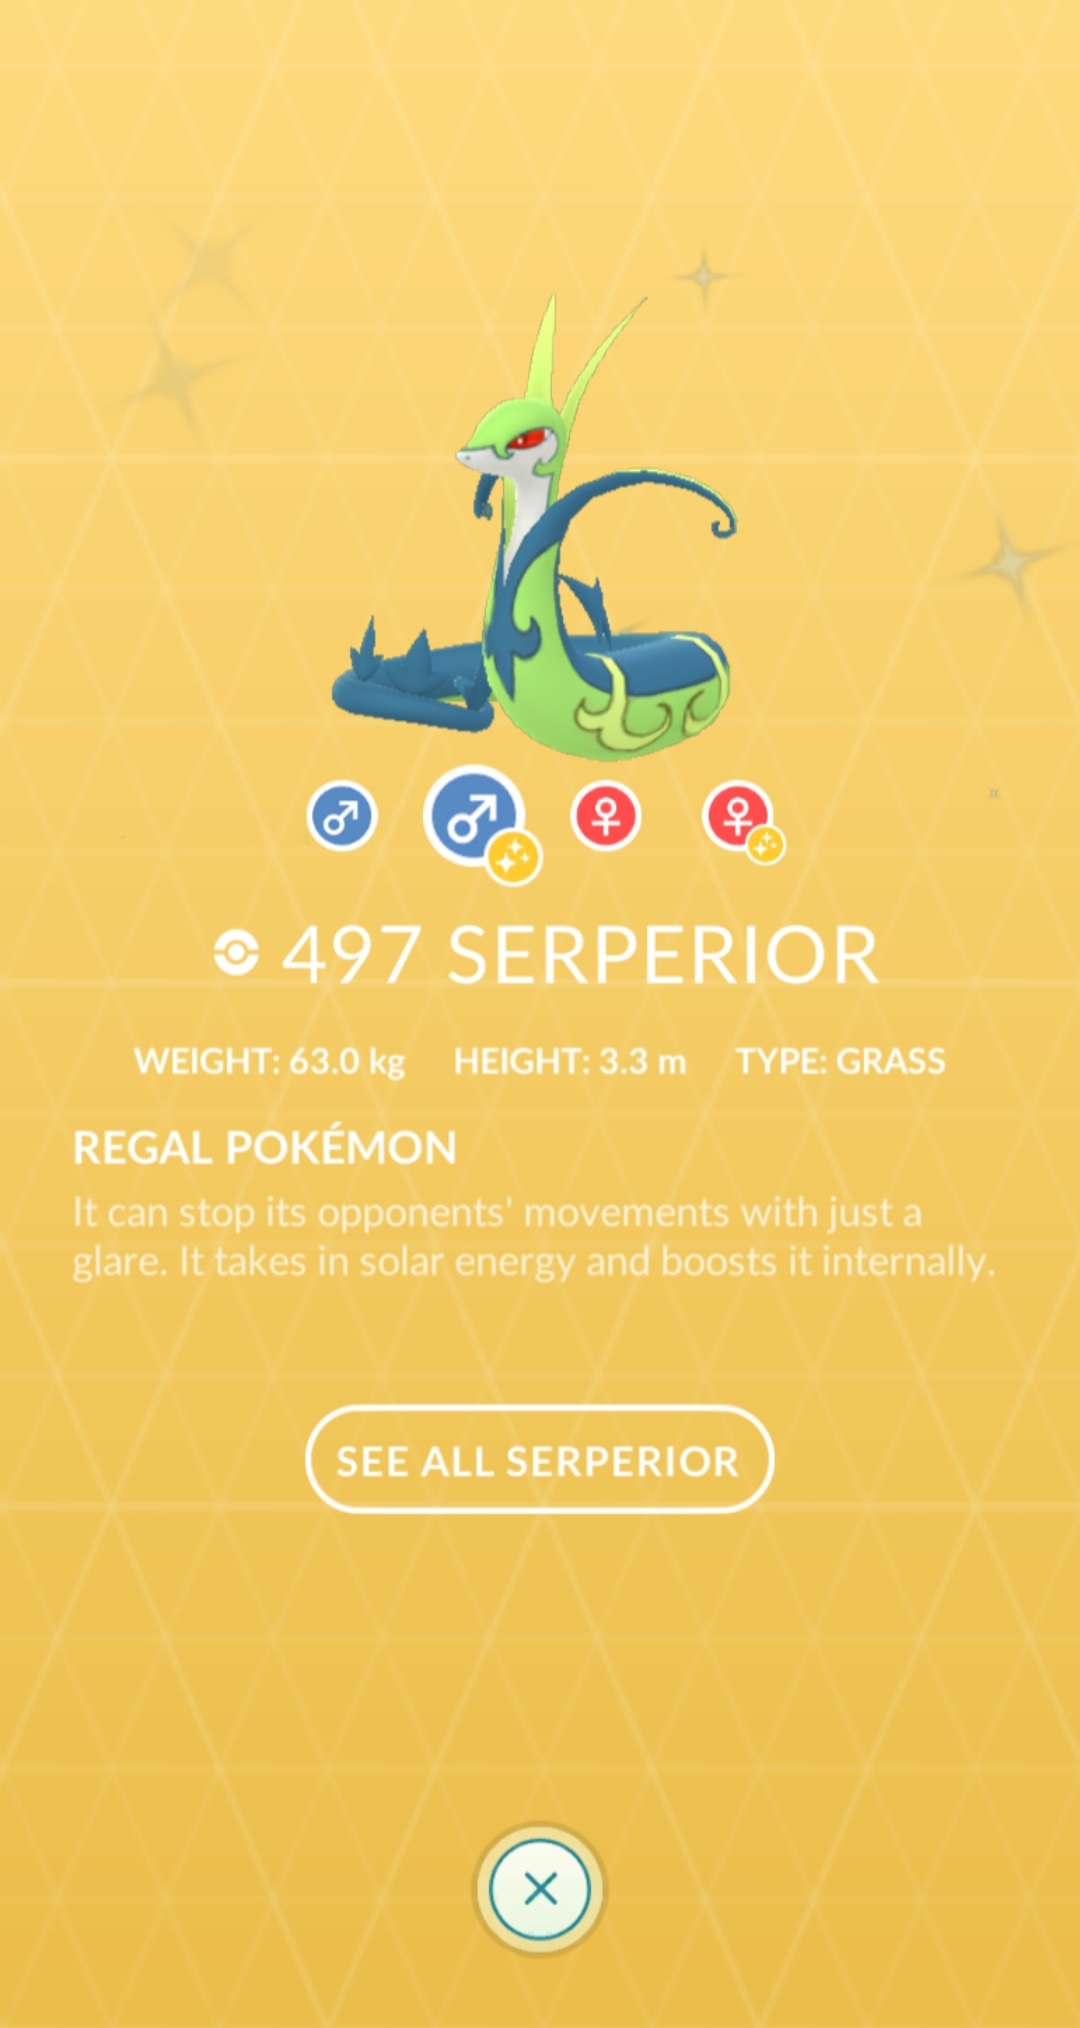 497 SERPERIOR
WEIGHT: 63.0 kg HEIGHT: 3.3 m TYPE: GRASS
REGAL POKÉMON
It can stop its opponents' movements with just a
glare. It takes in solar energy and boosts it internally.
SEE ALL SERPERIOR